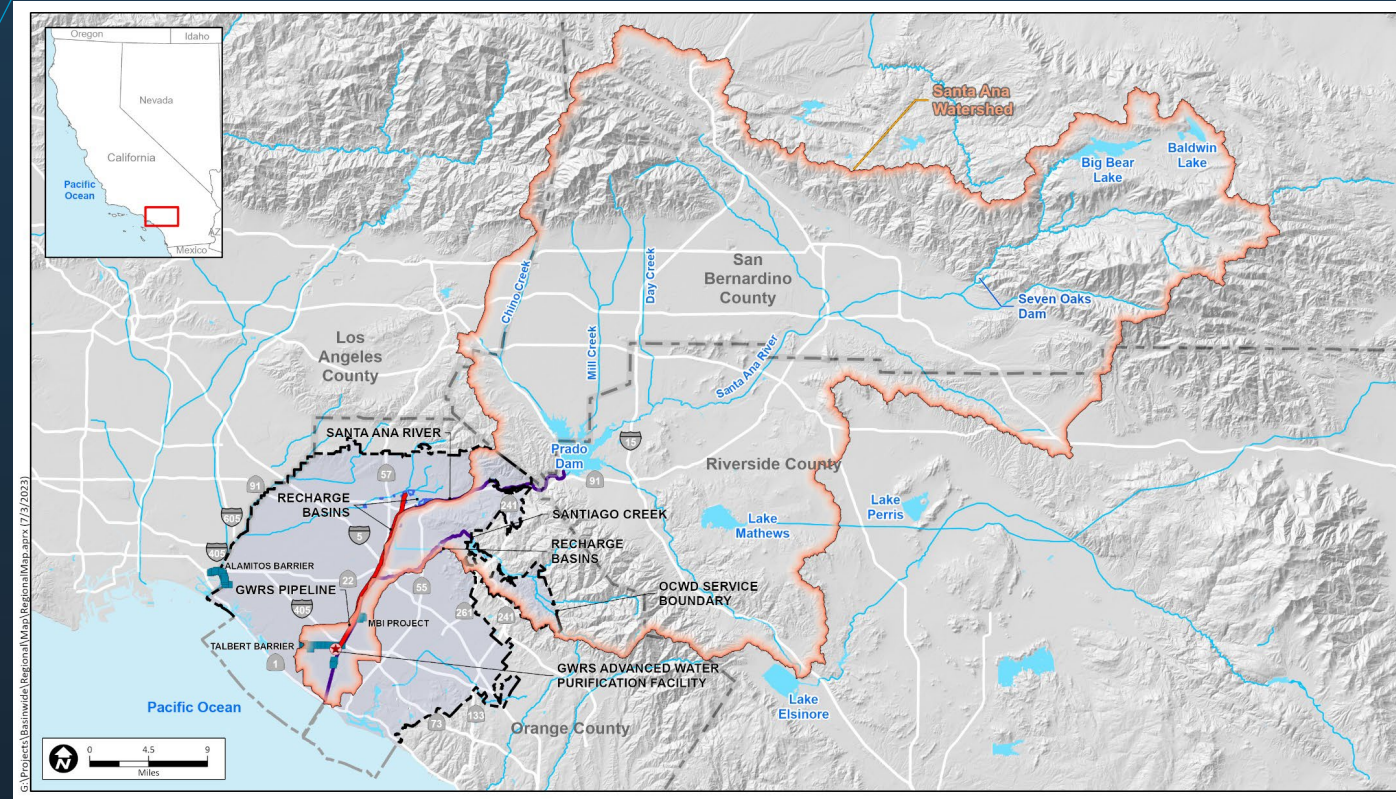 Oregon
Idaho
Nevada
California
Pacific
Ocean
AZ
Mexico
Santa Ana
Watershed
Big Bear
Lake
Baldwin
Lake
Chino Creek
Mill Creek
Day Creek
San
Bernardino
County
Seven Oaks
Dam
Los
Angeles
County
Santa Ana River
SANTA ANA RIVER
Prado
Dam
15
91
Riverside County
57
91
RECHARGE
BASINS
241
605
5
SANTIAGO CREEK
Lake
Mathews
Lake
Perris
405
RECHARGE
BASINS
ALAMITOS BARRIER
22
55
GWRS PIPELINE
OCWD SERVICE
BOUNDARY
405
261
241
MBI PROJECT
TALBERT BARRIER
1
GWRS ADVANCED WATER
PURIFICATION FACILITY
Lake
Elsinore
Pacific Ocean
73
133
Orange County
0 4.5 9
Miles
N
G:\Projects\Basinwide\Regional\Map\RegionalMap.aprx (7/3/2023)